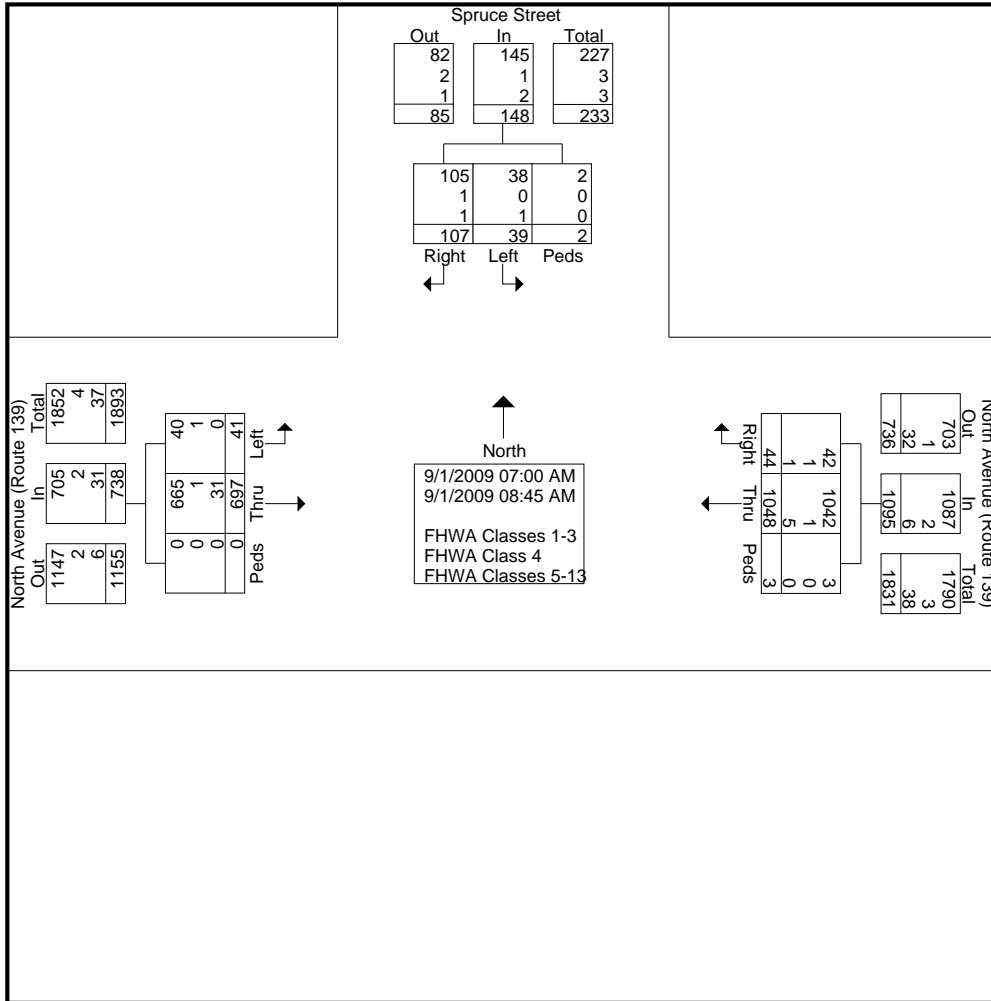 Spruce Street
Out In Total
82 145 227
2 1 3
1 2 3
85 148 233
105 38 2
1 0 0
1 1 0
107 39 2
Right Left Peds
North Avenue (Route 139)
Total In Out
1852 705 1147
4 2 2
37 31 6
1893 738 1155
40 665 0
1 1 0
0 31 0
41 697 0
Left Thru Peds
North
9/1/2009 07:00 AM
9/1/2009 08:45 AM
FHWA Classes 1-3
FHWA Class 4
FHWA Classes 5-13
Right Thru Peds
42 1042 3
1 1 0
1 5 0
44 1048 3
North Avenue (Route 139)
Out In Total
703 1087 1790
1 2 3
32 6 38
736 1095 1831